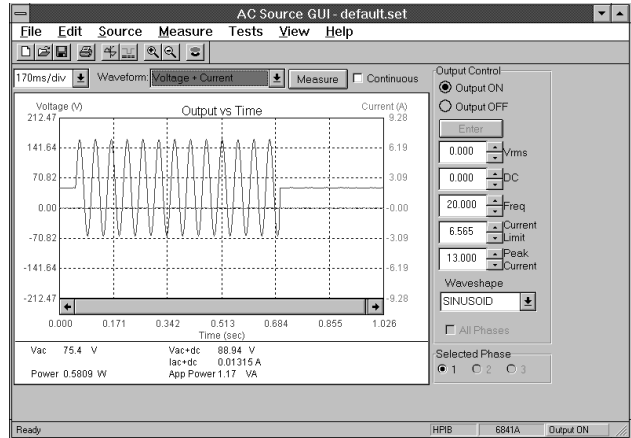 AC Source GUI - default.set
File Edit Source Measure Tests View Help
170ms/div Waveform: Voltage + Current Measure Continuous
Voltage (V) Output vs Time Current (A)
212.47 9.28
141.64 6.19
70.82 3.09
0.00 -0.00
-70.82 -3.09
-141.64 -6.19
-212.47 -9.28
0.000 0.171 0.342 0.513 0.684 0.855 1.026
Time (sec)
Vac 75.4 V Vac+dc 88.94 V
Iac+dc 0.01315 A
Power 0.5809 W App Power 1.17 VA
Output Control
Output ON
Output OFF
Enter
0.000 Vrms
0.000 DC
20.000 Freq
6.565 Current Limit
13.000 Peak Current
Waveshape
SINUSOID
All Phases
Selected Phase
1 2 3
Ready HPIB 6841A Output ON